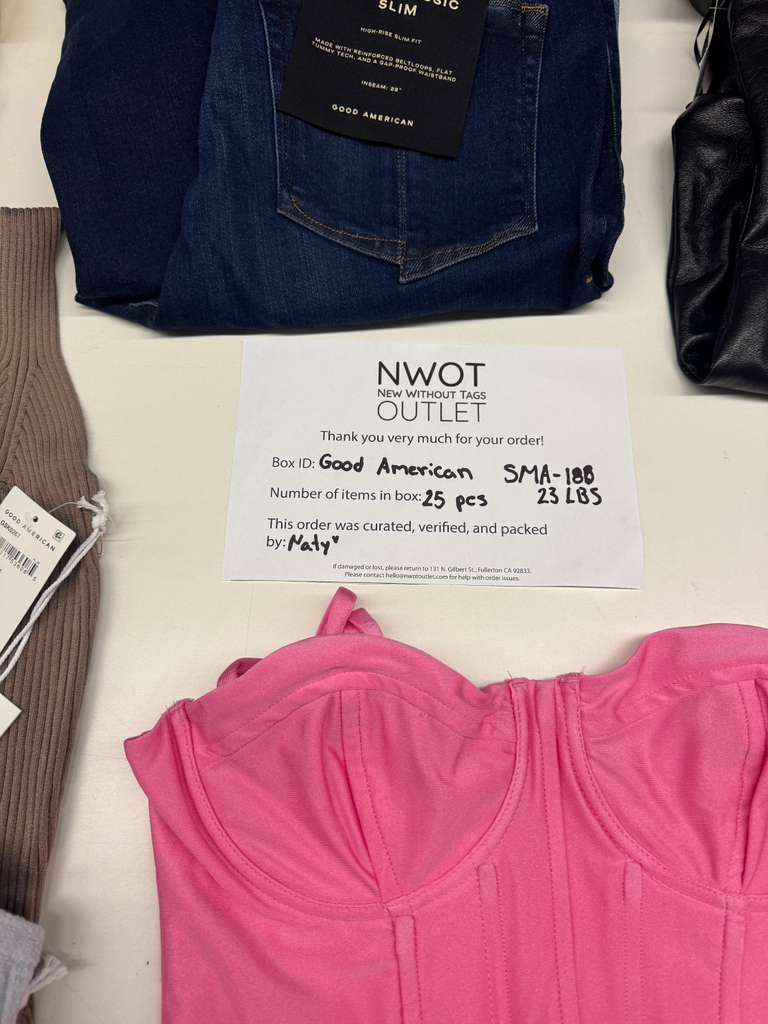 SLIM
HIGH-RISE SLIM FIT
MADE WITH REINFORCED BELTLOOPS, FLAT
TUMMY TECH, AND A GAP-PROOF WAISTBAND
INSEAM: 28"
GOOD AMERICAN
NWOT
NEW WITHOUT TAGS
OUTLET
Thank you very much for your order!
Box ID: Good American SMA-188
Number of items in box: 25 pcs 23 LBS
This order was curated, verified, and packed
by: Naty♥
If damaged or lost, please return to 131 N. Gilbert St., Fullerton CA 92833.
Please contact hello@nwotoutlet.com for help with order issues.
GOOD AMERICAN